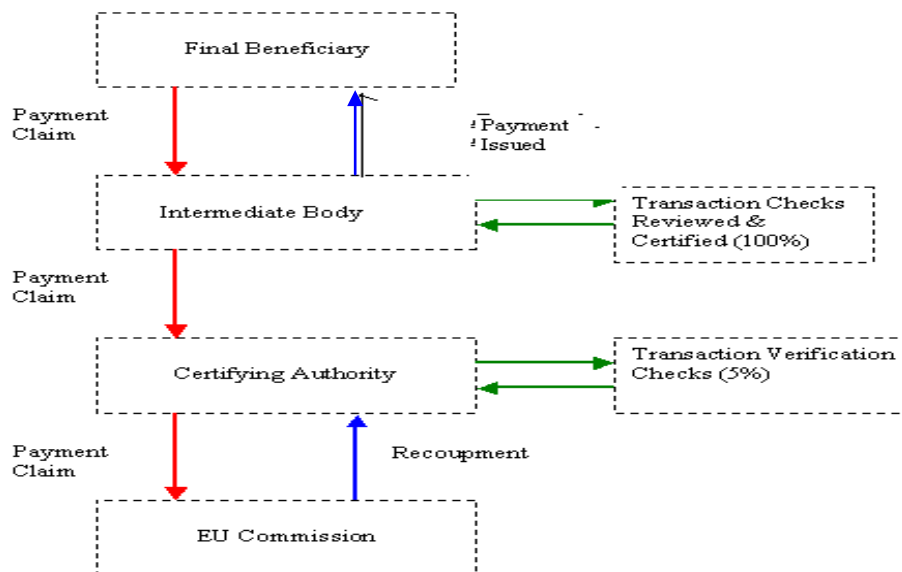 Final Beneficiary
Payment
Claim
Payment
Issued
Intermediate Body
Transaction Checks
Reviewed &
Certified (100%)
Payment
Claim
Certifying Authority
Transaction Verification
Checks (5%)
Payment
Claim
Recoupment
EU Commission